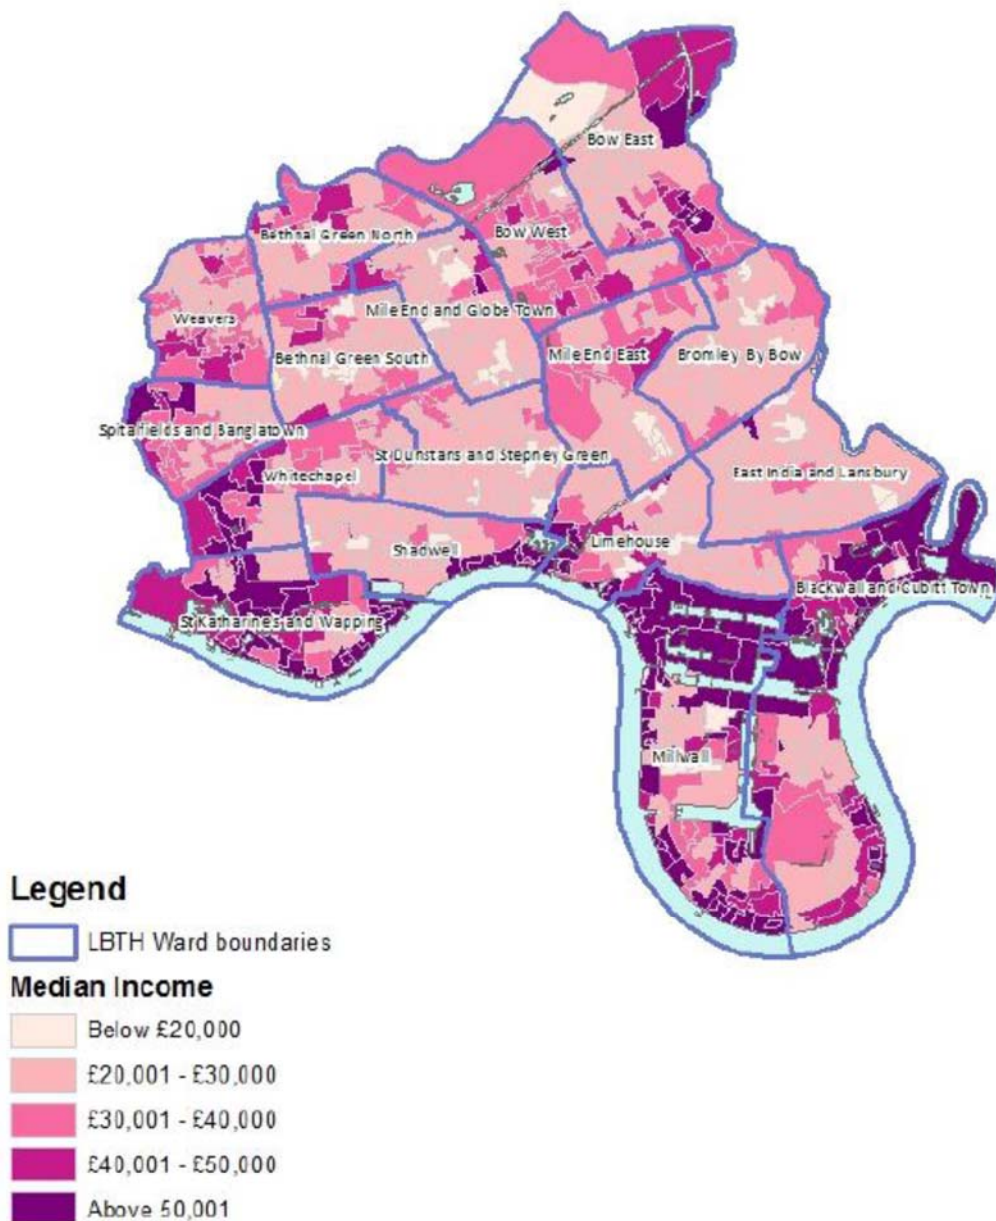 Bow East
Bethnal Green North
Bow West
Weavers
Mile End and Globe Town
Bethnal Green South
Mile End East
Bromley By Bow
Spitalfields and Banglatown
St Dunstans and Stepney Green
Whitechapel
East India and Lansbury
Shadwell
Limehouse
Blackwall and Cubitt Town
St Katharine's and Wapping
Millwall
Legend
LBTH Ward boundaries
Median Income
Below £20,000
£20,001 - £30,000
£30,001 - £40,000
£40,001 - £50,000
Above 50,001